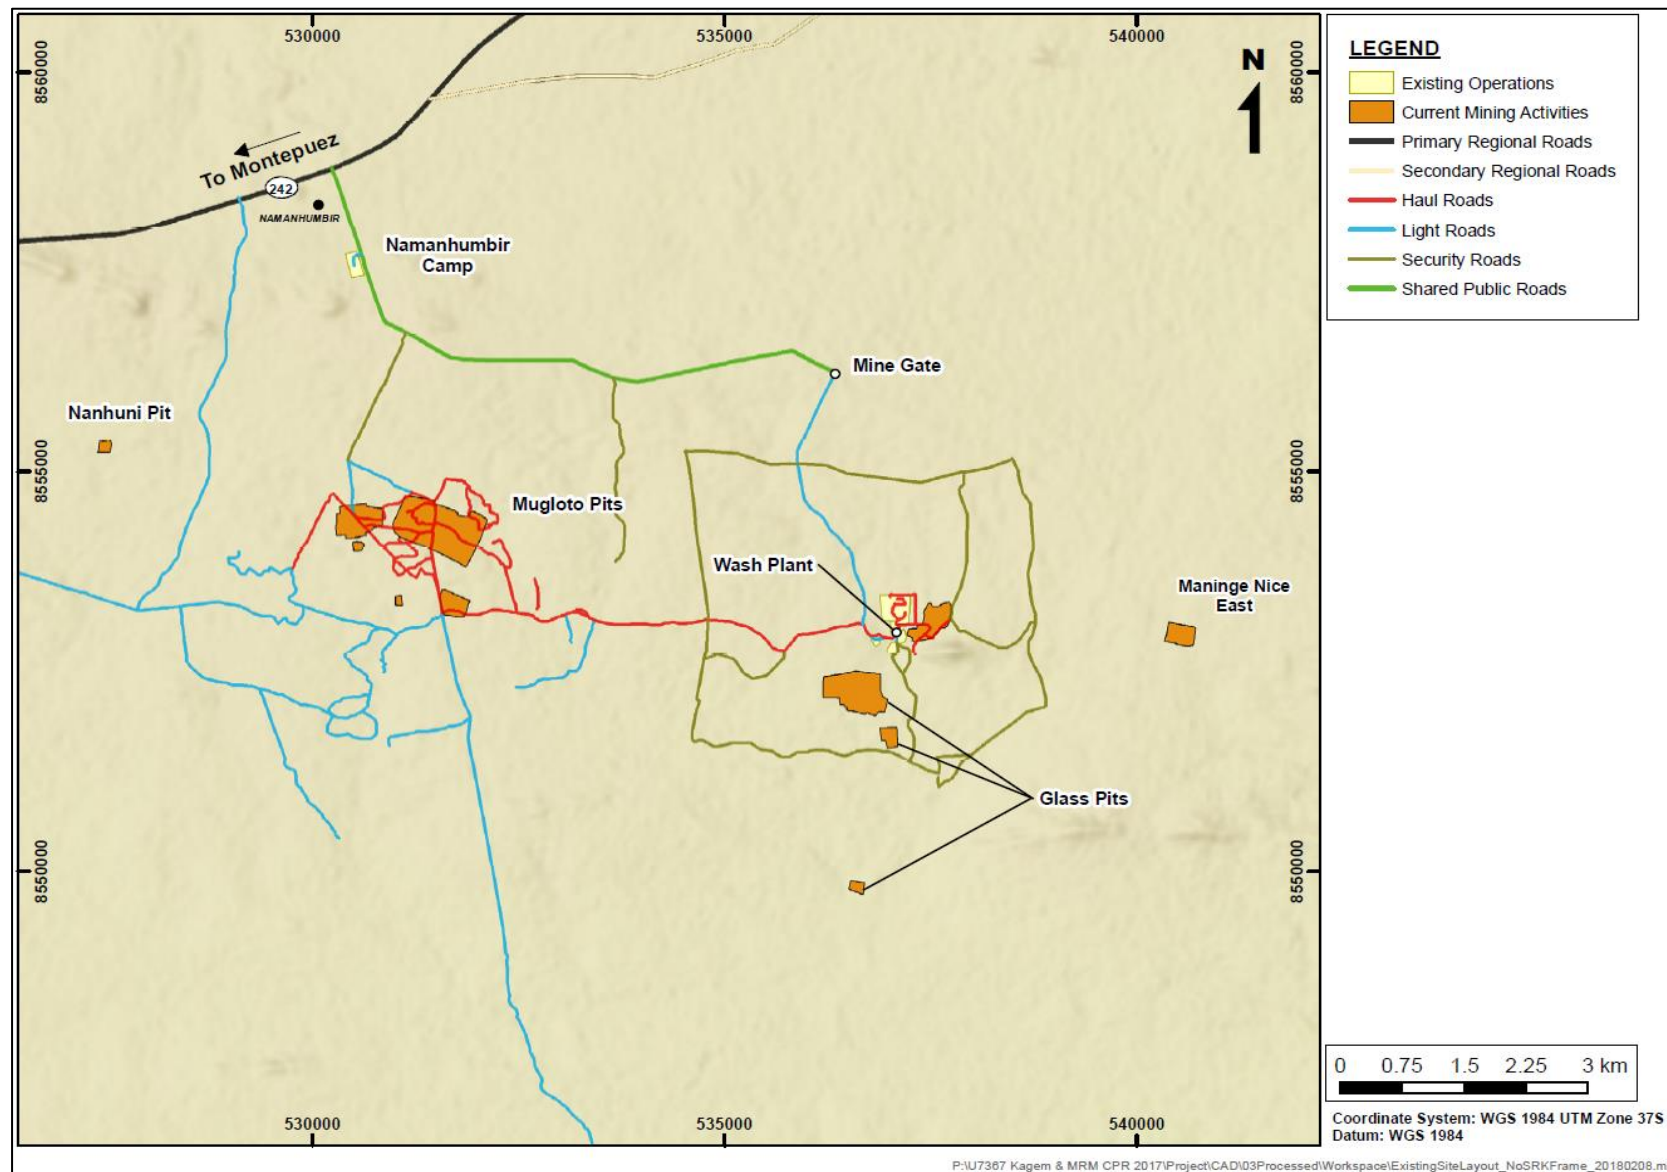 530000
535000
540000
8560000
8560000
N
To Montepuez
242
NAMANHUMBIR
Namanhumbir
Camp
Mine Gate
Nanhuni Pit
8555000
8555000
Mugloto Pits
Wash Plant
Maninge Nice
East
Glass Pits
8550000
8550000
530000
535000
540000
LEGEND
Existing Operations
Current Mining Activities
Primary Regional Roads
Secondary Regional Roads
Haul Roads
Light Roads
Security Roads
Shared Public Roads
0 0.75 1.5 2.25 3 km
Coordinate System: WGS 1984 UTM Zone 37S
Datum: WGS 1984
P:\U7367 Kagem & MRM CPR 2017\Project\CAD\03Processed\Workspace\ExistingSiteLayout_NoSRKFrame_20180208.m